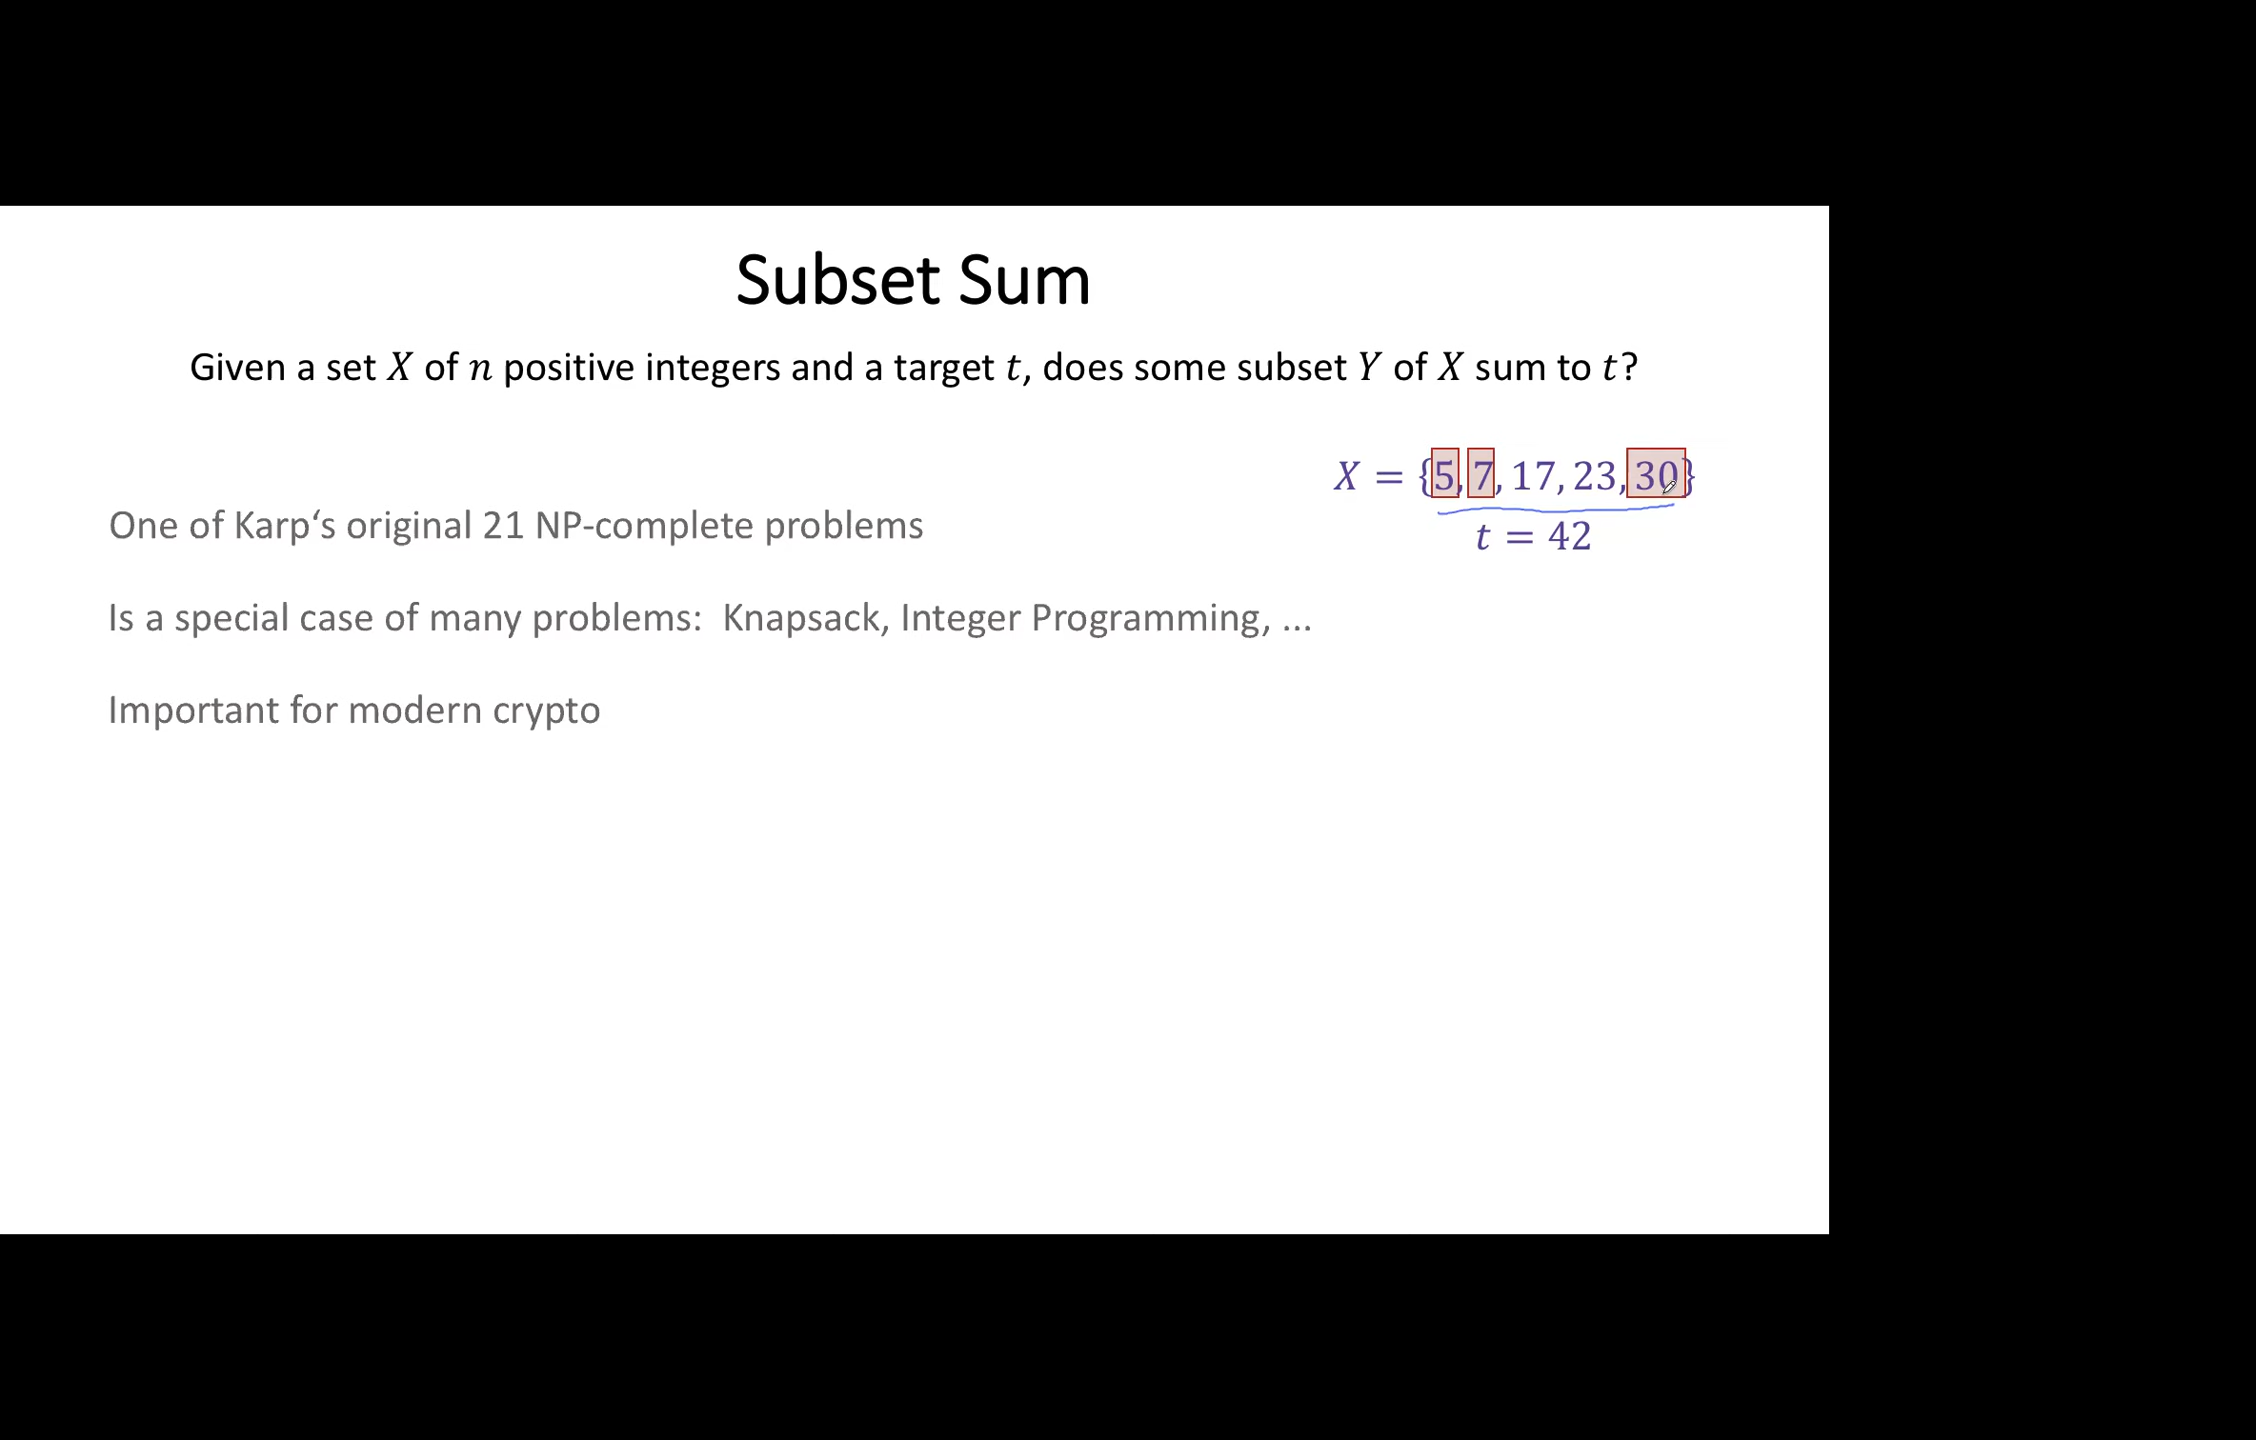 Subset Sum
Given a set X of n positive integers and a target t, does some subset Y of X sum to t?
X = {5, 7, 17, 23, 30}
One of Karp‘s original 21 NP-complete problems
t = 42
Is a special case of many problems: Knapsack, Integer Programming, ...
Important for modern crypto